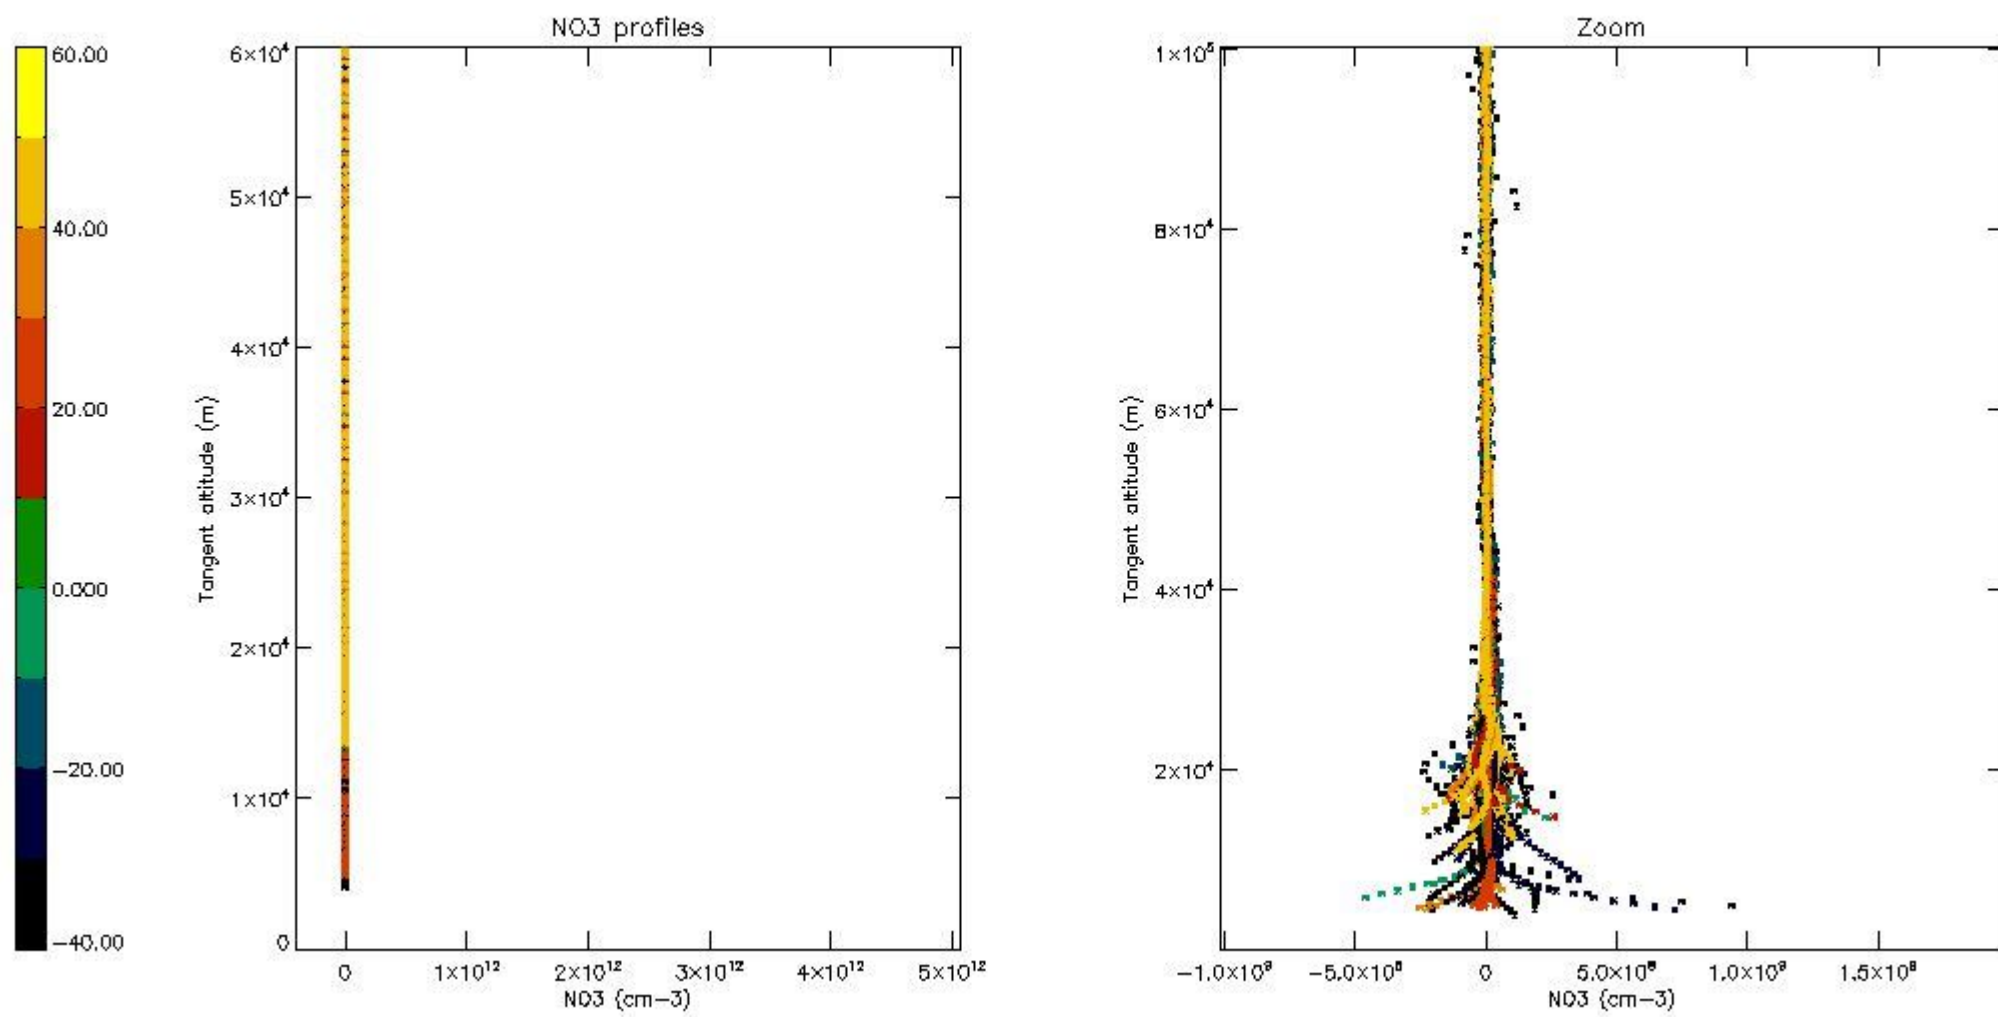 NO3 profiles
60.00
40.00
20.00
0.000
−20.00
−40.00
Tangent altitude (m)
6×10⁴
5×10⁴
4×10⁴
3×10⁴
2×10⁴
1×10⁴
0
0 1×10¹² 2×10¹² 3×10¹² 4×10¹² 5×10¹²
NO3 (cm−3)
Zoom
Tangent altitude (m)
1×10⁵
8×10⁴
6×10⁴
4×10⁴
2×10⁴
−1.0×10⁹ −5.0×10⁸ 0 5.0×10⁸ 1.0×10⁹ 1.5×10⁹
NO3 (cm−3)